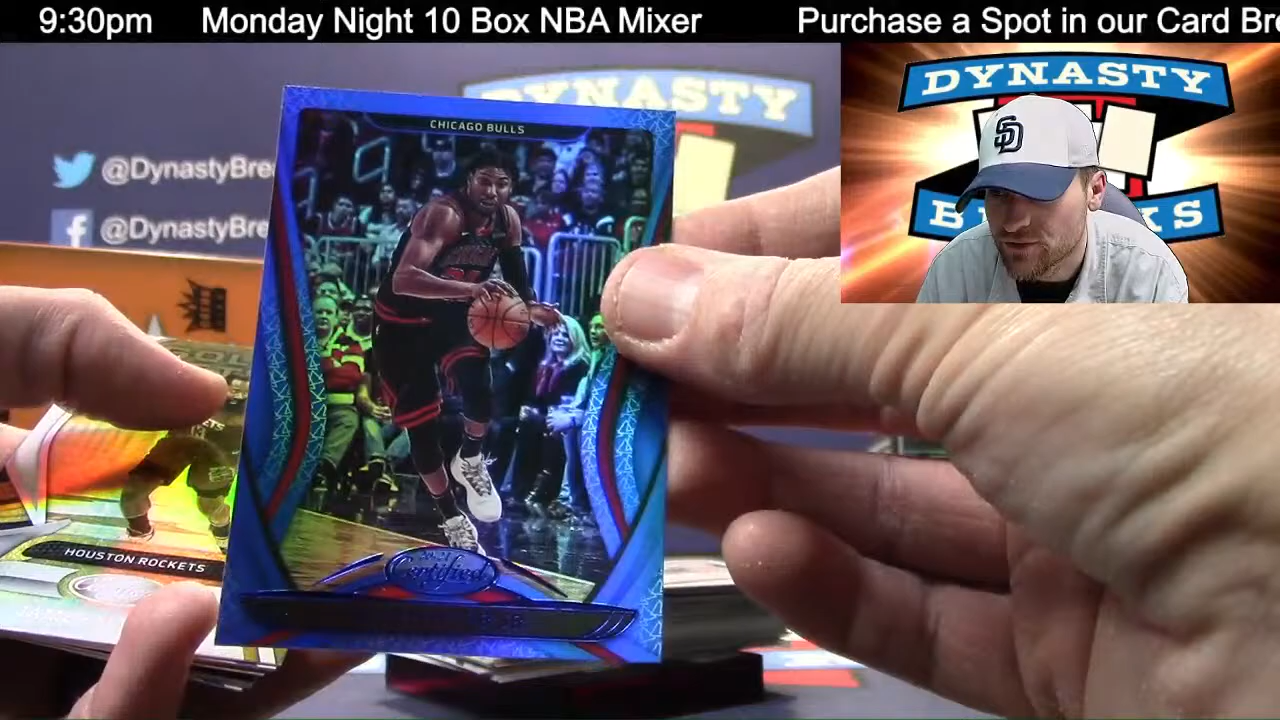 9:30pm Monday Night 10 Box NBA Mixer Purchase a Spot in our Card Bre
DYNASTY
@DynastyBre
@DynastyBre
CHICAGO BULLS
DYNASTY
SD
HOUSTON ROCKETS
Certified